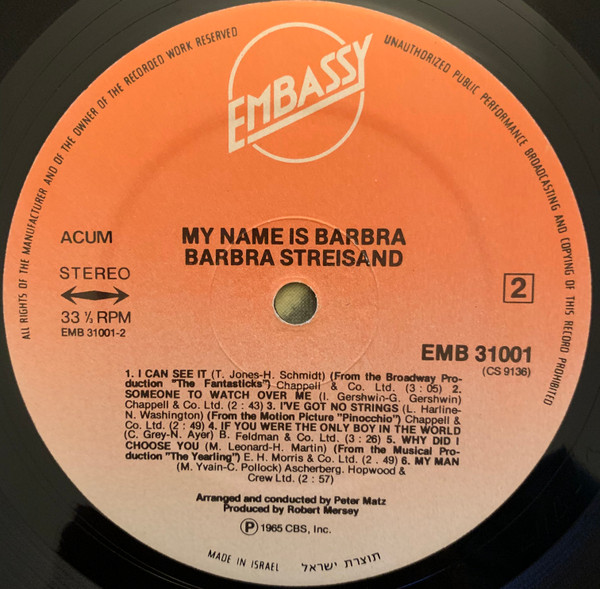 ALL RIGHTS OF THE MANUFACTURER AND OF THE OWNER OF THE RECORDED WORK RESERVED
UNAUTHORIZED PUBLIC PERFORMANCE BROADCASTING AND COPYING OF THIS RECORD PROHIBITED
EMBASSY
ACUM
MY NAME IS BARBRA
BARBRA STREISAND
STEREO
33 ⅓ RPM
EMB 31001-2
2
EMB 31001
(CS 9136)
1. I CAN SEE IT (T. Jones-H. Schmidt) (From the Broadway Pro-
duction "The Fantasticks") Chappell & Co. Ltd. (3 : 05) 2.
SOMEONE TO WATCH OVER ME (I. Gershwin-G. Gershwin)
Chappell & Co. Ltd. (2 : 43) 3. I'VE GOT NO STRINGS (L. Harline-
N. Washington) (From the Motion Picture "Pinocchio") Chappell &
Co. Ltd. (2 : 49) 4. IF YOU WERE THE ONLY BOY IN THE WORLD
(C. Grey-N. Ayer) B. Feldman & Co. Ltd. (3 : 26) 5. WHY DID I
CHOOSE YOU (M. Leonard-H. Martin) (From the Musical Pro-
duction "The Yearling") E. H. Morris & Co. Ltd. (2 . 49) 6. MY MAN
(M. Yvain-C. Pollock) Ascherberg. Hopwood &
Crew Ltd. (2 : 57)
Arranged and conducted by Peter Matz
Produced by Robert Mersey
Ⓟ 1965 CBS, Inc.
MADE IN ISRAEL תוצרת ישראל